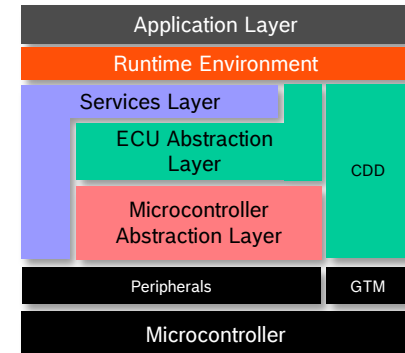 Application Layer
Runtime Environment
Services Layer
ECU Abstraction
Layer
CDD
Microcontroller
Abstraction Layer
Peripherals
GTM
Microcontroller